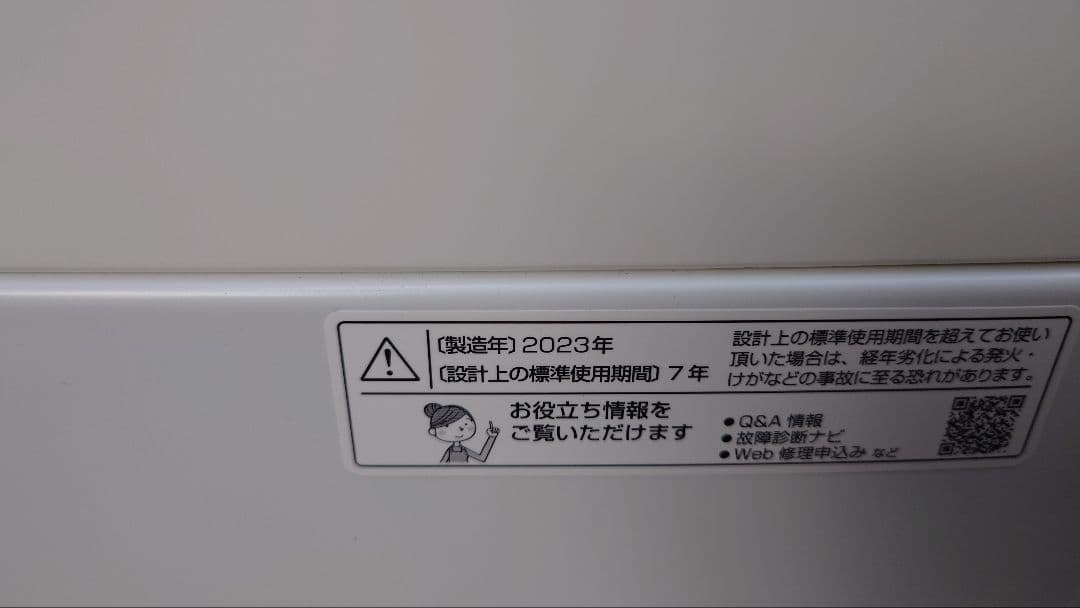 〔製造年〕2023年
〔設計上の標準使用期間〕7年
設計上の標準使用期間を超えてお使い
頂いた場合は、経年劣化による発火・
けがなどの事故に至る恐れがあります。
お役立ち情報を
ご覧いただけます
●Q&A 情報
●故障診断ナビ
●Web 修理申込み など